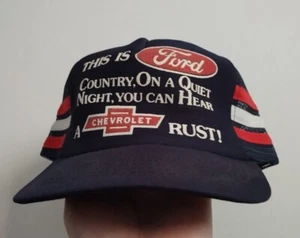 THIS IS Ford
COUNTRY, ON A QUIET
NIGHT, YOU CAN HEAR
A CHEVROLET RUST!